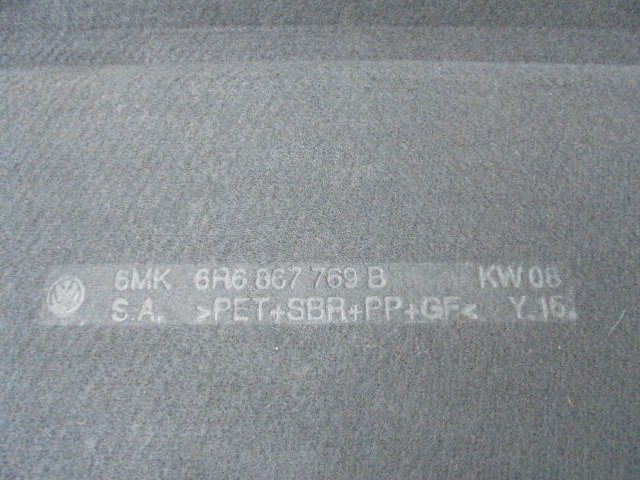 6MK 6R6 867 769 B KW 08
S.A. >PET+SBR+PP+GF< Y.15.